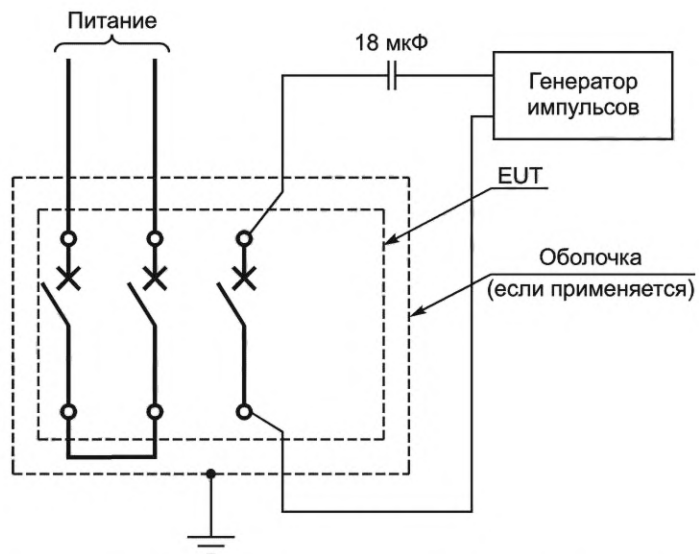 Питание
18 мкФ
Генератор
импульсов
EUT
Оболочка
(если применяется)